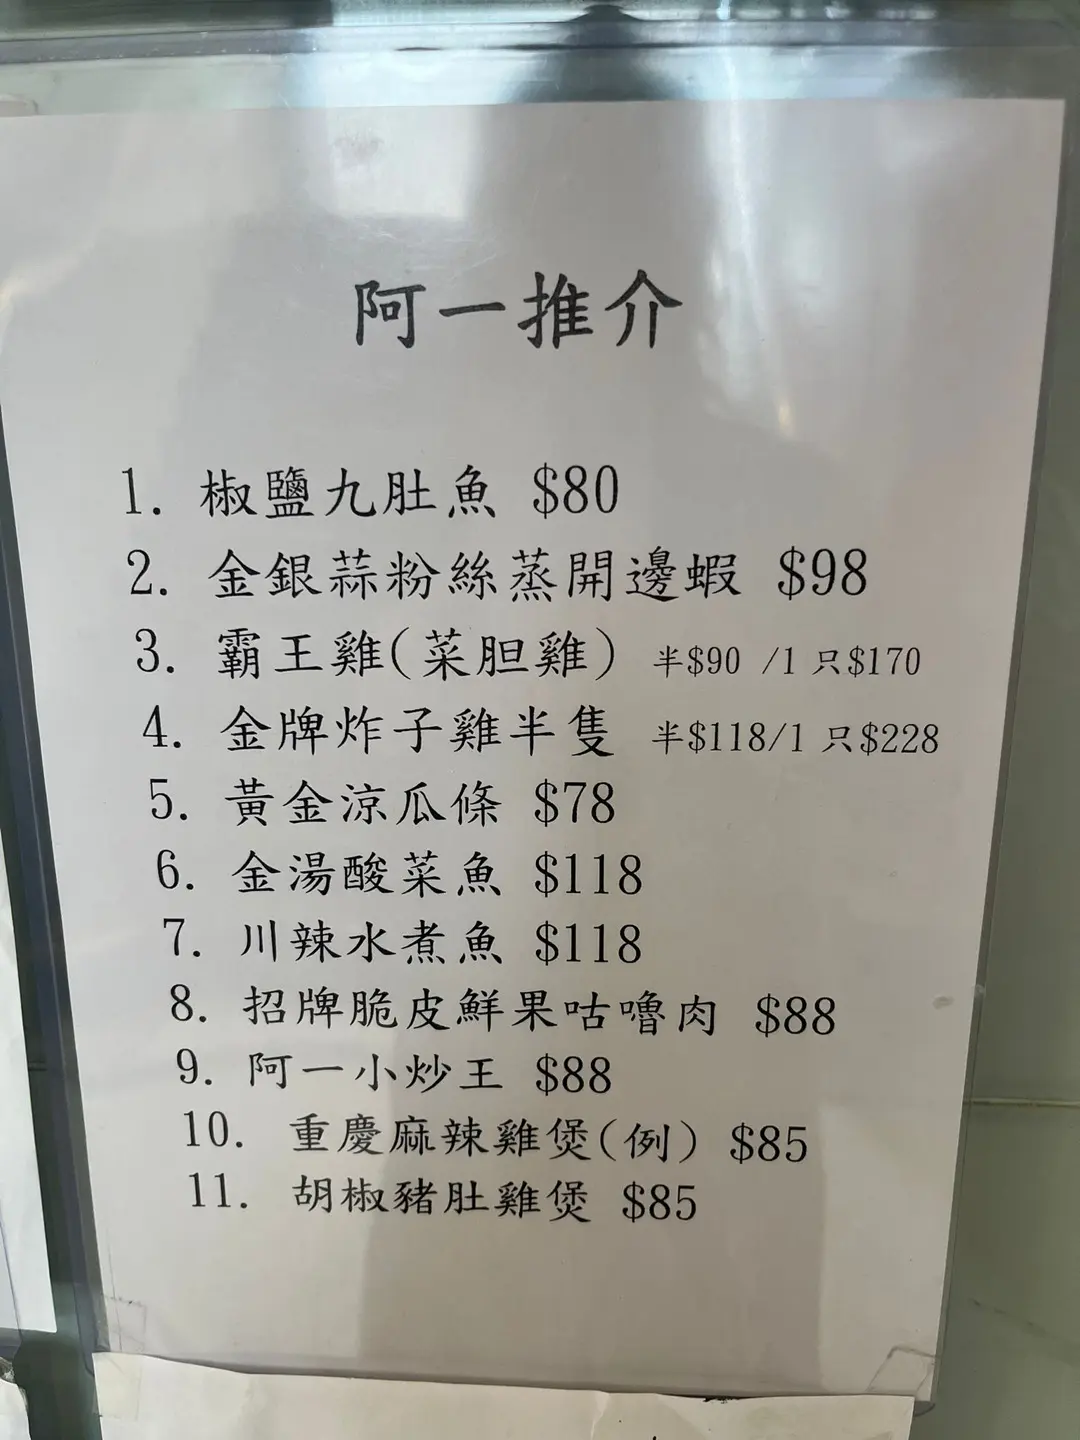 阿一推介
1. 椒鹽九肚魚 $80
2. 金銀蒜粉絲蒸開邊蝦 $98
3. 霸王雞(菜胆雞) 半$90 /1 只$170
4. 金牌炸子雞半隻 半$118/1 只$228
5. 黃金涼瓜條 $78
6. 金湯酸菜魚 $118
7. 川辣水煮魚 $118
8. 招牌脆皮鮮果咕嚕肉 $88
9. 阿一小炒王 $88
10. 重慶麻辣雞煲(例) $85
11. 胡椒豬肚雞煲 $85